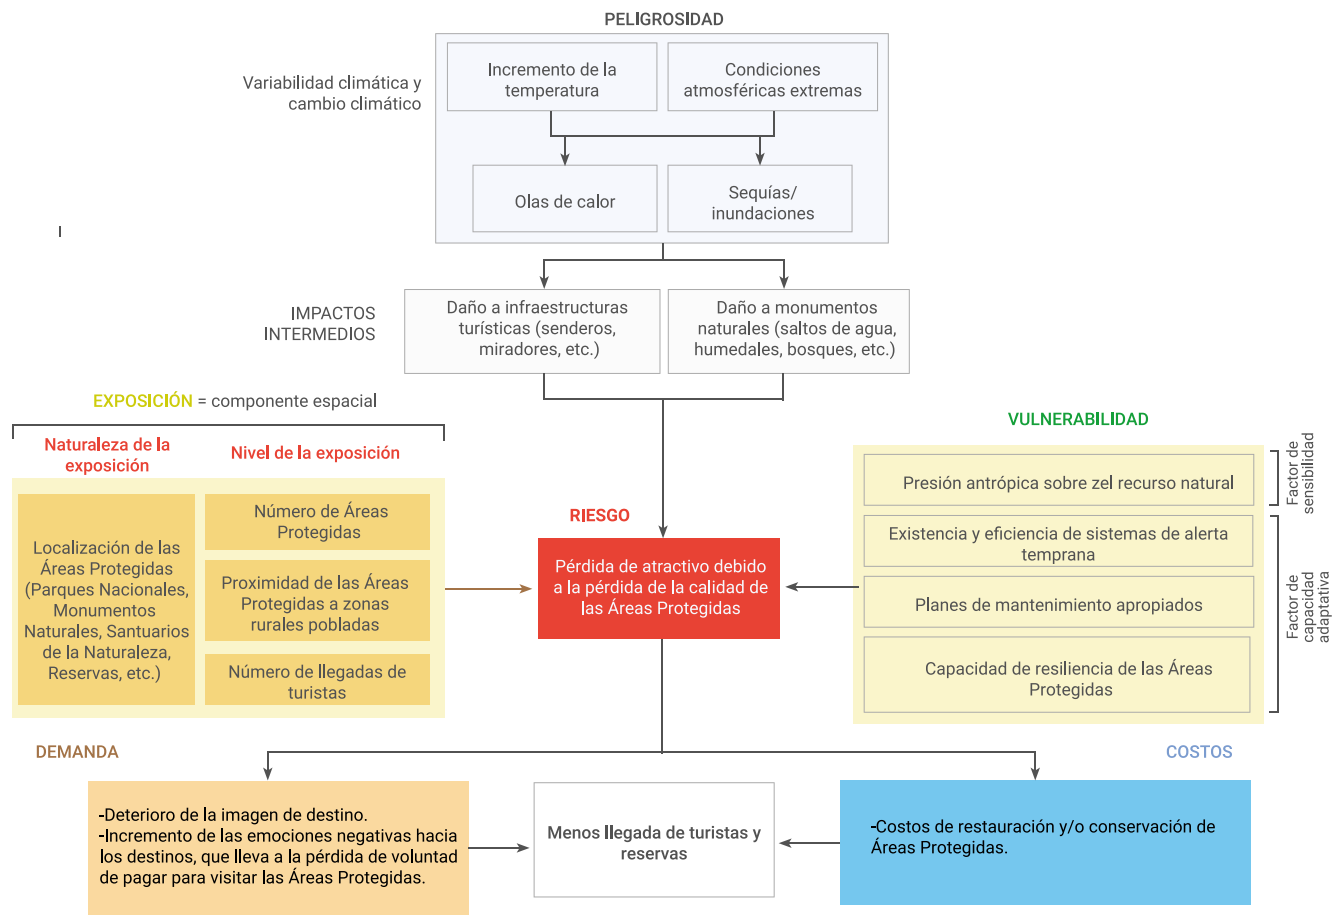 PELIGROSIDAD
Variabilidad climática y
cambio climático
Incremento de la
temperatura
Condiciones
atmosféricas extremas
Olas de calor
Sequías/
inundaciones
IMPACTOS
INTERMEDIOS
Daño a infraestructuras
turísticas (senderos,
miradores, etc.)
Daño a monumentos
naturales (saltos de agua,
humedales, bosques, etc.)
EXPOSICIÓN = componente espacial
Naturaleza de la
exposición
Nivel de la exposición
Localización de las
Áreas Protegidas
(Parques Nacionales,
Monumentos
Naturales, Santuarios
de la Naturaleza,
Reservas, etc.)
Número de Áreas
Protegidas
Proximidad de las Áreas
Protegidas a zonas
rurales pobladas
Número de llegadas de
turistas
RIESGO
Pérdida de atractivo debido
a la pérdida de la calidad de
las Áreas Protegidas
VULNERABILIDAD
Presión antrópica sobre zel recurso natural
Existencia y eficiencia de sistemas de alerta
temprana
Planes de mantenimiento apropiados
Capacidad de resiliencia de las Áreas
Protegidas
Factor de
sensibilidad
Factor de
capacidad
adaptativa
DEMANDA
-Deterioro de la imagen de destino.
-Incremento de las emociones negativas hacia
los destinos, que lleva a la pérdida de voluntad
de pagar para visitar las Áreas Protegidas.
Menos llegada de turistas y
reservas
COSTOS
-Costos de restauración y/o conservación de
Áreas Protegidas.